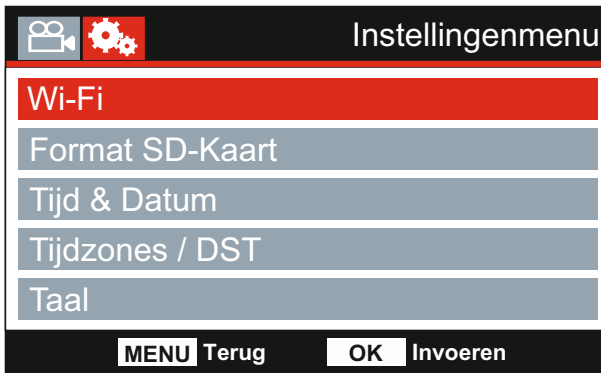 Instellingenmenu
Wi-Fi
Format SD-Kaart
Tijd & Datum
Tijdzones / DST
Taal
MENU Terug OK Invoeren